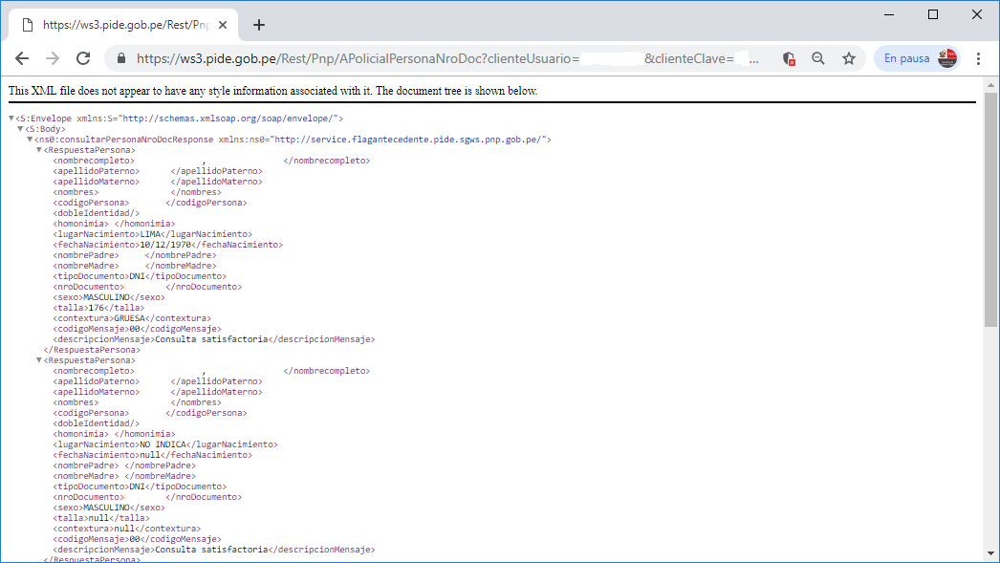 https://ws3.pide.gob.pe/Rest/Pnp
https://ws3.pide.gob.pe/Rest/Pnp/APolicialPersonaNroDoc?clienteUsuario= &clienteClave= ...
En pausa
This XML file does not appear to have any style information associated with it. The document tree is shown below.
<S:Envelope xmlns:S="http://schemas.xmlsoap.org/soap/envelope/">
<S:Body>
<ns0:consultarPersonaNroDocResponse xmlns:ns0="http://service.flagantecedente.pide.sgws.pnp.gob.pe/">
<RespuestaPersona>
<nombrecompleto> , </nombrecompleto>
<apellidoPaterno> </apellidoPaterno>
<apellidoMaterno> </apellidoMaterno>
<nombres> </nombres>
<codigoPersona> </codigoPersona>
<dobleIdentidad/>
<homonimia> </homonimia>
<lugarNacimiento>LIMA</lugarNacimiento>
<fechaNacimiento>10/12/1970</fechaNacimiento>
<nombrePadre> </nombrePadre>
<nombreMadre> </nombreMadre>
<tipoDocumento>DNI</tipoDocumento>
<nroDocumento> </nroDocumento>
<sexo>MASCULINO</sexo>
<talla>176</talla>
<contextura>GRUESA</contextura>
<codigoMensaje>00</codigoMensaje>
<descripcionMensaje>Consulta satisfactoria</descripcionMensaje>
</RespuestaPersona>
<RespuestaPersona>
<nombrecompleto> , </nombrecompleto>
<apellidoPaterno> </apellidoPaterno>
<apellidoMaterno> </apellidoMaterno>
<nombres> </nombres>
<codigoPersona> </codigoPersona>
<dobleIdentidad/>
<homonimia> </homonimia>
<lugarNacimiento>NO INDICA</lugarNacimiento>
<fechaNacimiento>null</fechaNacimiento>
<nombrePadre> </nombrePadre>
<nombreMadre> </nombreMadre>
<tipoDocumento>DNI</tipoDocumento>
<nroDocumento> </nroDocumento>
<sexo>MASCULINO</sexo>
<talla>null</talla>
<contextura>null</contextura>
<codigoMensaje>00</codigoMensaje>
<descripcionMensaje>Consulta satisfactoria</descripcionMensaje>
</RespuestaPersona>